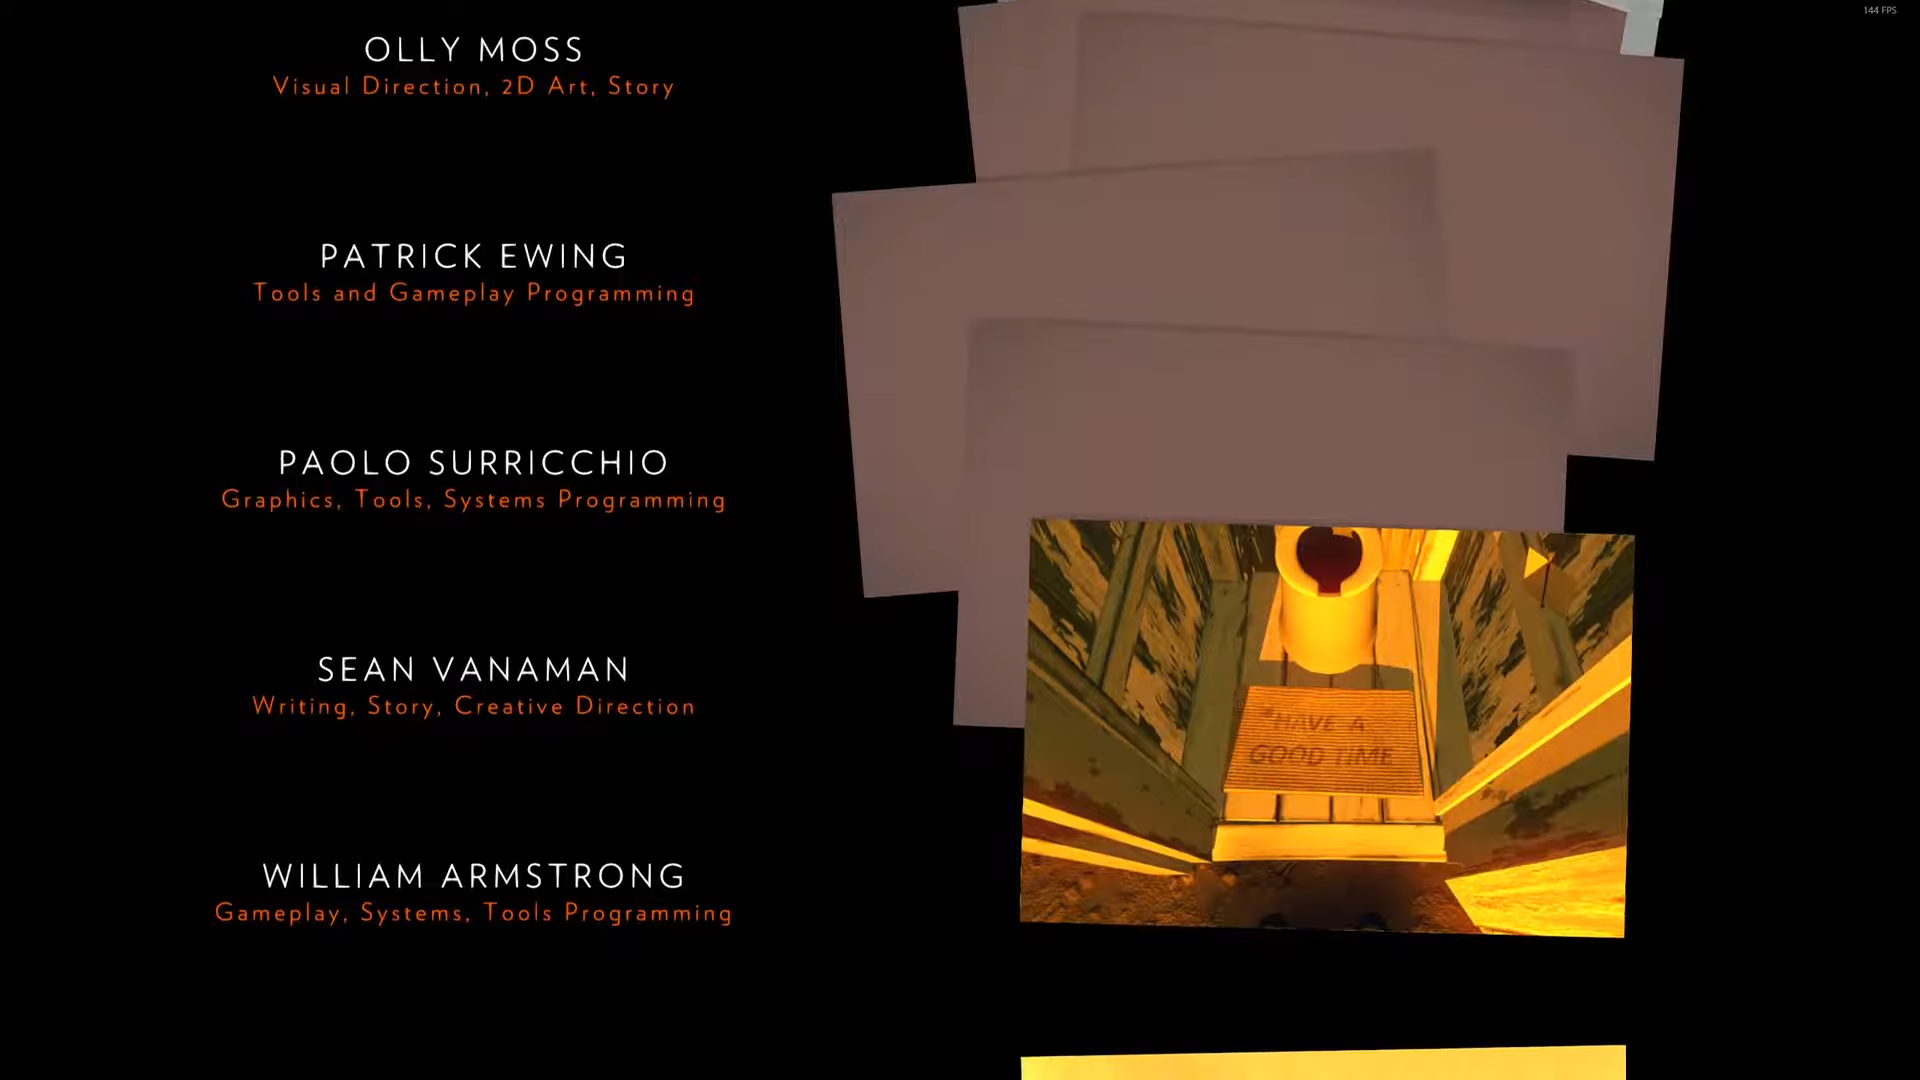 144 FPS
OLLY MOSS
Visual Direction, 2D Art, Story
PATRICK EWING
Tools and Gameplay Programming
PAOLO SURRICCHIO
Graphics, Tools, Systems Programming
SEAN VANAMAN
Writing, Story, Creative Direction
WILLIAM ARMSTRONG
Gameplay, Systems, Tools Programming
"HAVE A
GOOD TIME